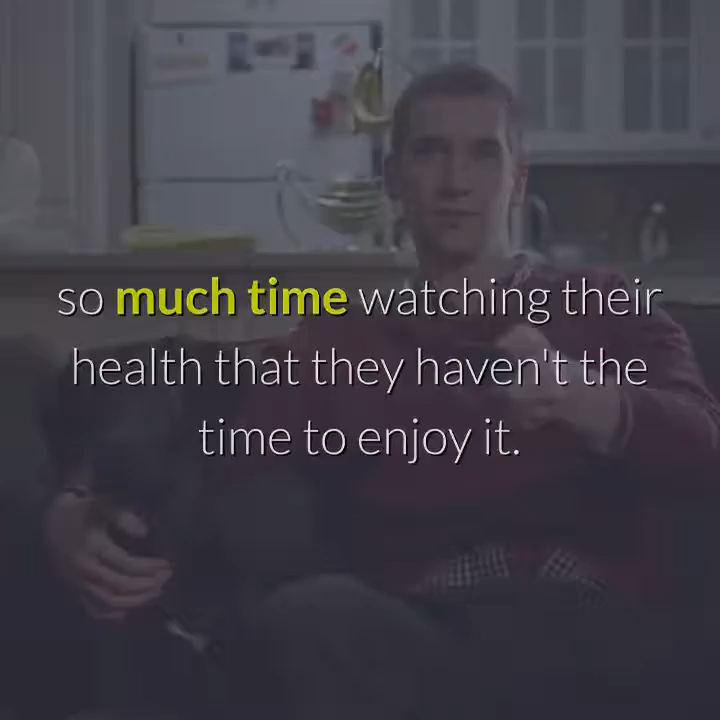 so much time watching their
health that they haven't the
time to enjoy it.